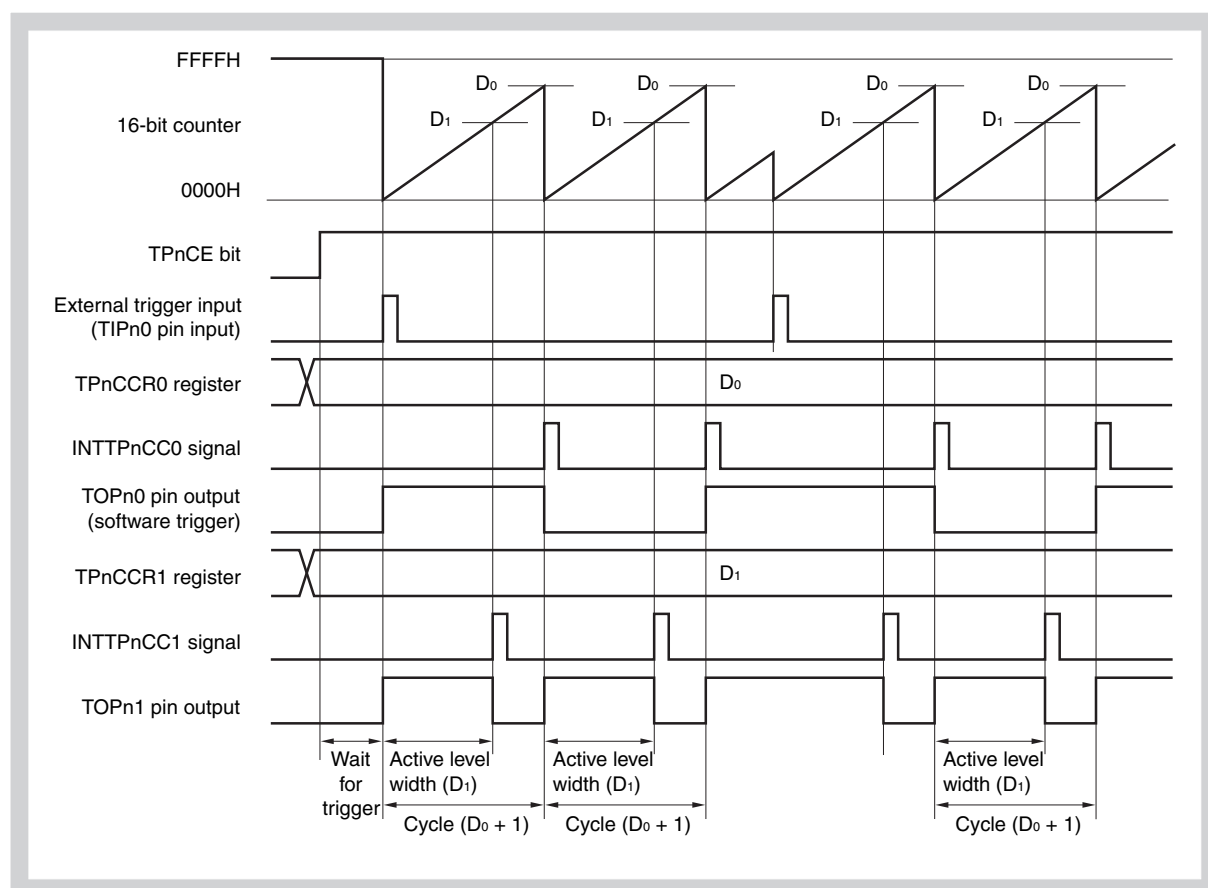 FFFFH
D₀
D₀
D₀
D₀
D₁
D₁
D₁
D₁
16-bit counter
0000H
TPnCE bit
External trigger input
(TIPn0 pin input)
TPnCCR0 register
D₀
INTTPnCC0 signal
TOPn0 pin output
(software trigger)
TPnCCR1 register
D₁
INTTPnCC1 signal
TOPn1 pin output
Wait
for
trigger
Active level
width (D₁)
Active level
width (D₁)
Active level
width (D₁)
Cycle (D₀ + 1)
Cycle (D₀ + 1)
Cycle (D₀ + 1)